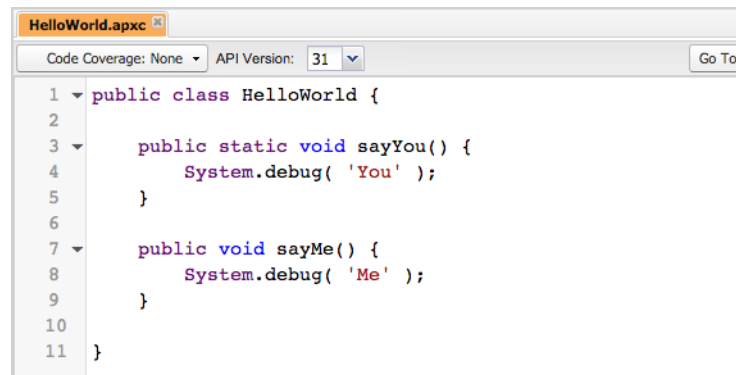 HelloWorld.apxc
Code Coverage: None API Version: 31 Go To
1 public class HelloWorld {
2
3 public static void sayYou() {
4 System.debug( 'You' );
5 }
6
7 public void sayMe() {
8 System.debug( 'Me' );
9 }
10
11 }